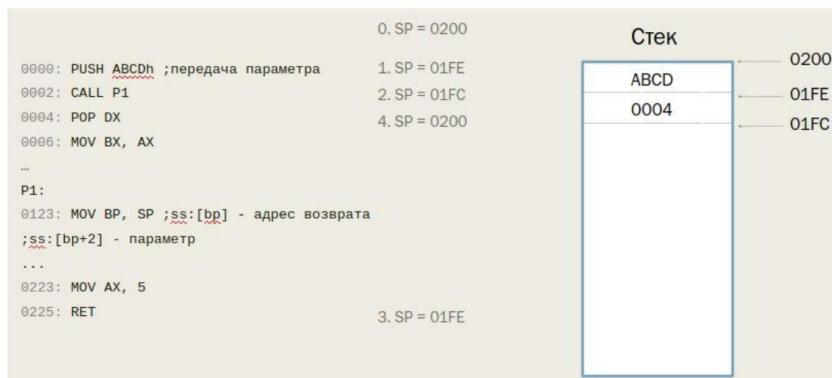 0. SP = 0200
Стек
0200
0000: PUSH ABCDh ;передача параметра
1. SP = 01FE
ABCD
01FE
0002: CALL P1
2. SP = 01FC
0004
01FC
0004: POP DX
4. SP = 0200
0006: MOV BX, AX
…
P1:
0123: MOV BP, SP ;ss:[bp] - адрес возврата
;ss:[bp+2] - параметр
...
0223: MOV AX, 5
0225: RET
3. SP = 01FE